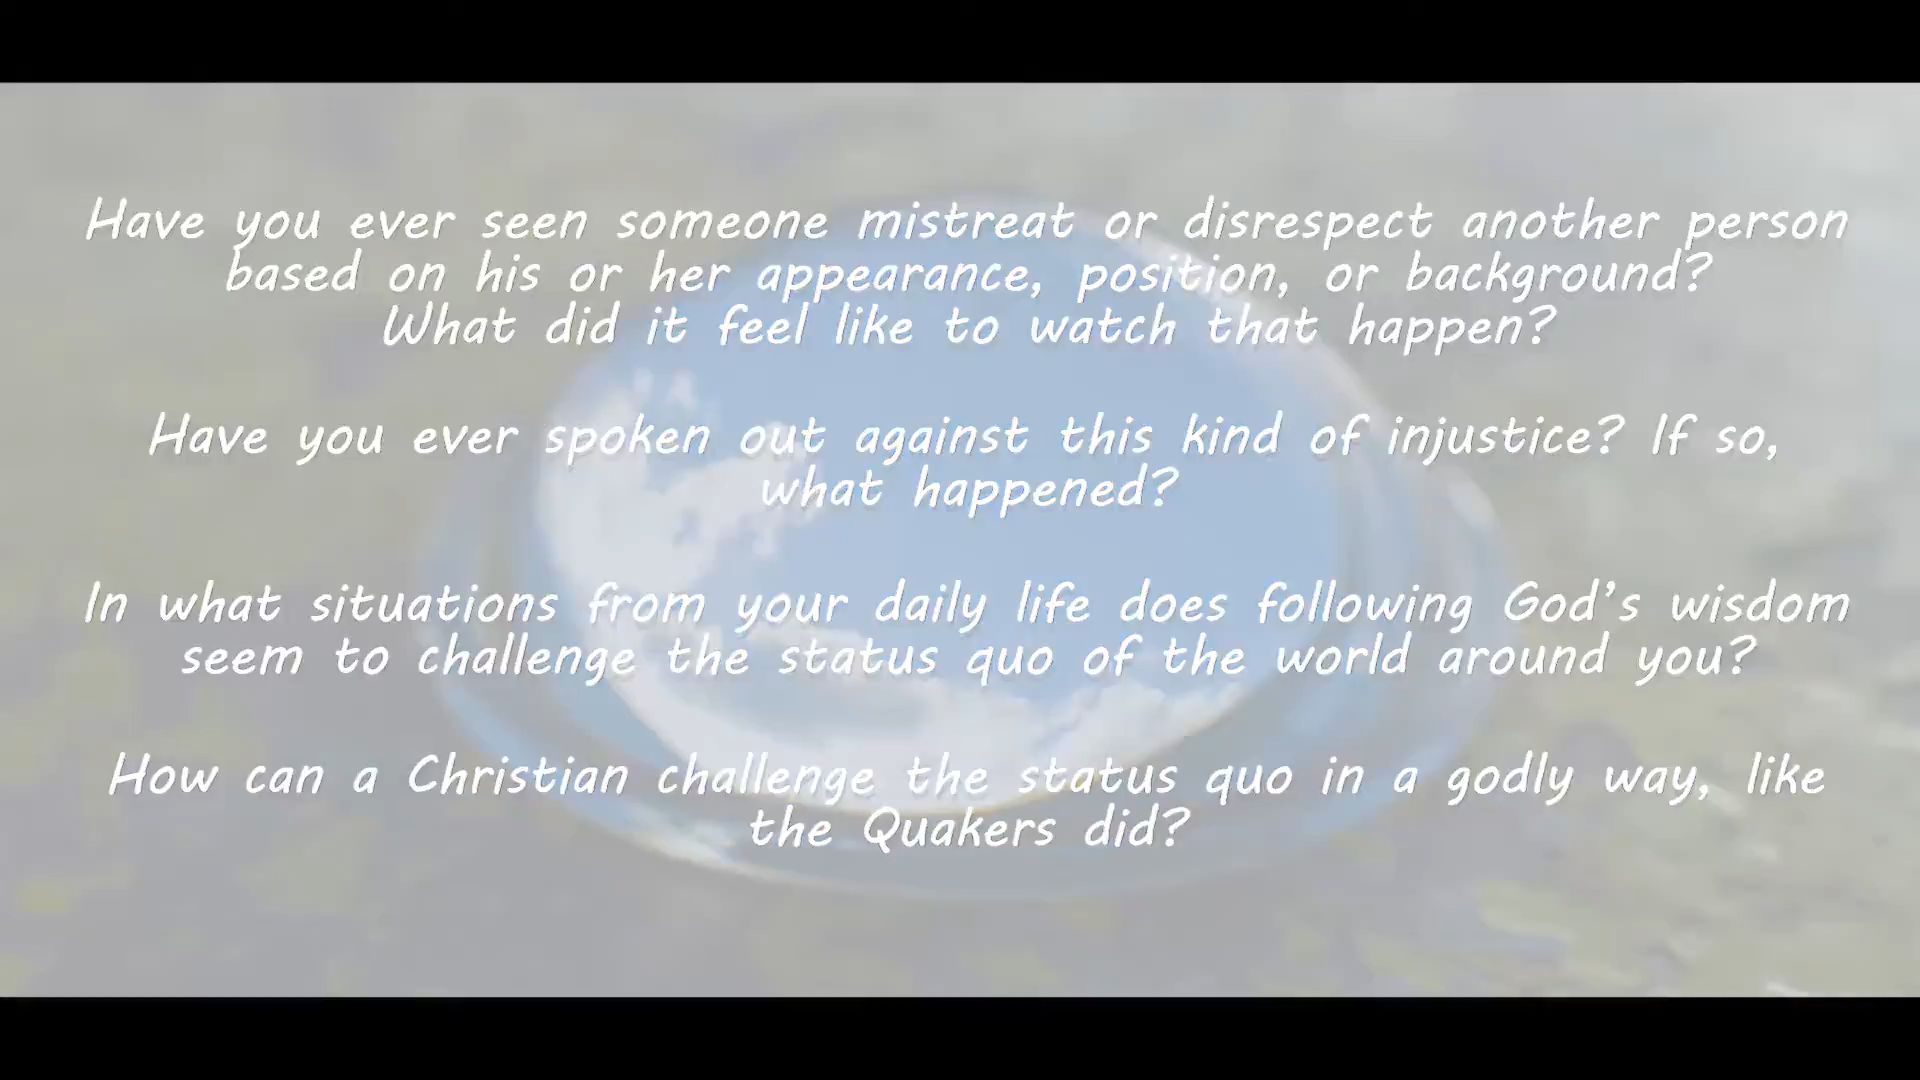 Have you ever seen someone mistreat or disrespect another person
based on his or her appearance, position, or background?
What did it feel like to watch that happen?
Have you ever spoken out against this kind of injustice? If so,
what happened?
In what situations from your daily life does following God's wisdom
seem to challenge the status quo of the world around you?
How can a Christian challenge the status quo in a godly way, like
the Quakers did?